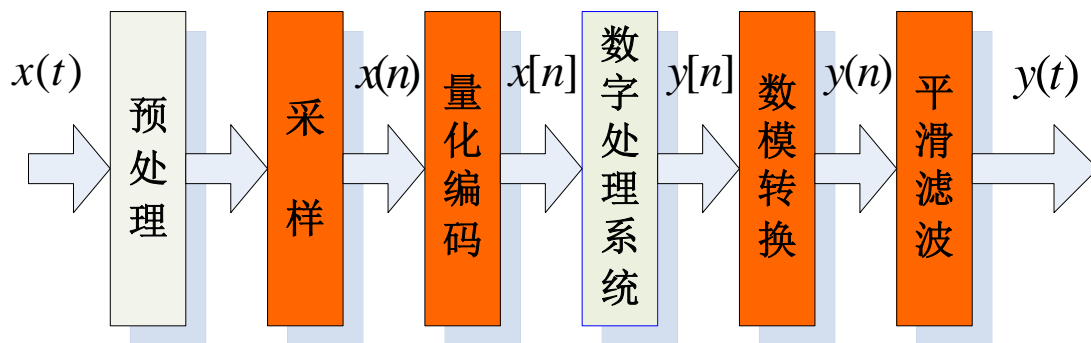 x(t)
预处理
采样
x(n)
量化编码
x[n]
数字处理系统
y[n]
数模转换
y(n)
平滑滤波
y(t)